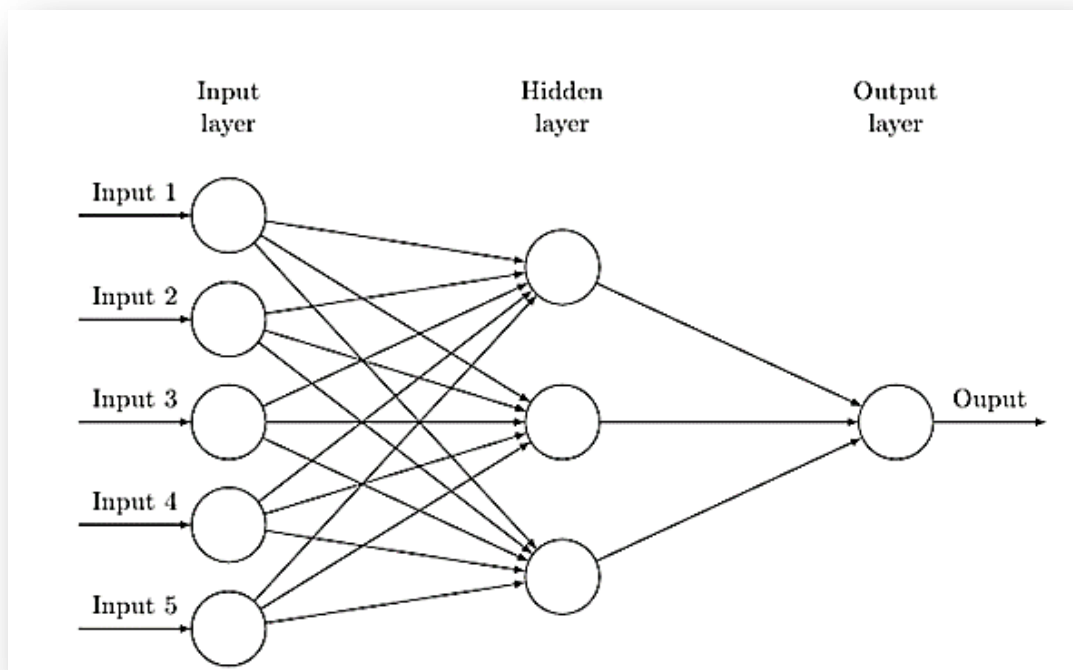 Input
layer
Hidden
layer
Output
layer
Input 1
Input 2
Input 3
Input 4
Input 5
Ouput